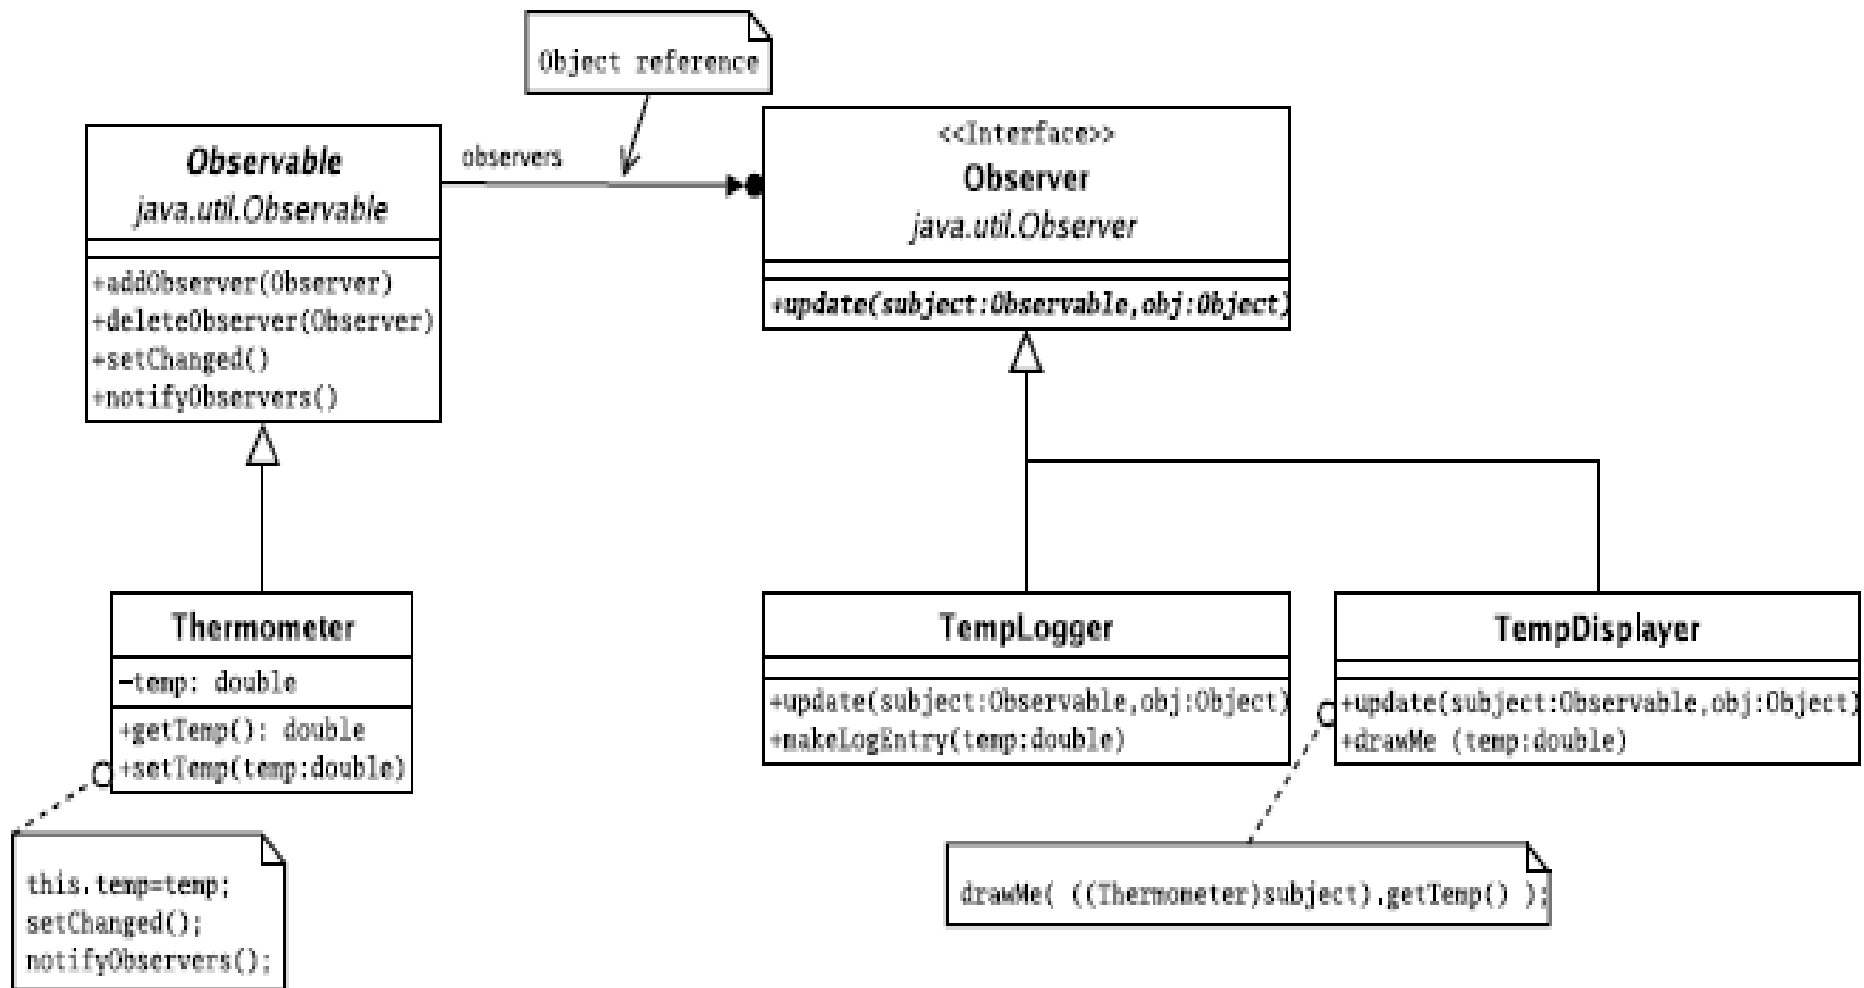 Object reference
Observable
java.util.Observable
+addObserver(Observer)
+deleteObserver(Observer)
+setChanged()
+notifyObservers()
observers
<<Interface>>
Observer
java.util.Observer
+update(subject:Observable,obj:Object)
Thermometer
-temp: double
+getTemp(): double
+setTemp(temp:double)
this.temp=temp;
setChanged();
notifyObservers();
TempLogger
+update(subject:Observable,obj:Object)
+makeLogEntry(temp:double)
TempDisplayer
+update(subject:Observable,obj:Object)
+drawMe (temp:double)
drawMe( ((Thermometer)subject).getTemp() );